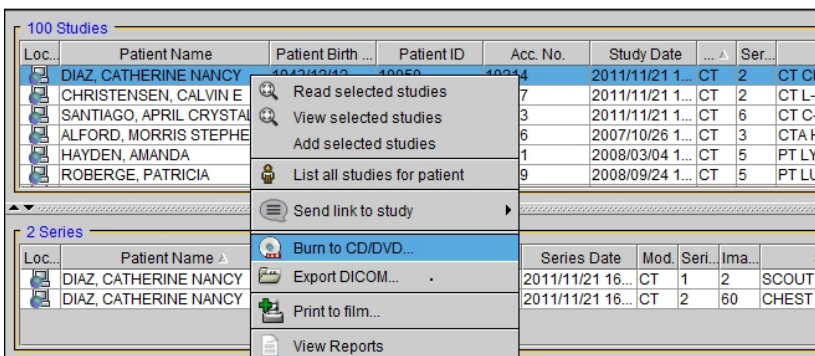 100 Studies
Loc... Patient Name Patient Birth ... Patient ID Acc. No. Study Date ... Ser...
DIAZ, CATHERINE NANCY 2011/11/21 1... CT 2
Read selected studies
CHRISTENSEN, CALVIN E 7 2011/11/21 1... CT 2 CT L-
View selected studies
SANTIAGO, APRIL CRYSTAL 3 2011/11/21 1... CT 6 CT C-
Add selected studies
ALFORD, MORRIS STEPHE 6 2007/10/26 1... CT 3 CTA
HAYDEN, AMANDA 1 2008/03/04 1... CT 5 PT LY
List all studies for patient
ROBERGE, PATRICIA 9 2008/09/24 1... CT 5 PT LU
Send link to study
2 Series
Burn to CD/DVD...
Loc... Patient Name Series Date Mod. Seri... Ima...
Export DICOM...
DIAZ, CATHERINE NANCY 2011/11/21 16... CT 1 2 SCOUT
DIAZ, CATHERINE NANCY 2011/11/21 16... CT 2 60 CHEST
Print to film...
View Reports